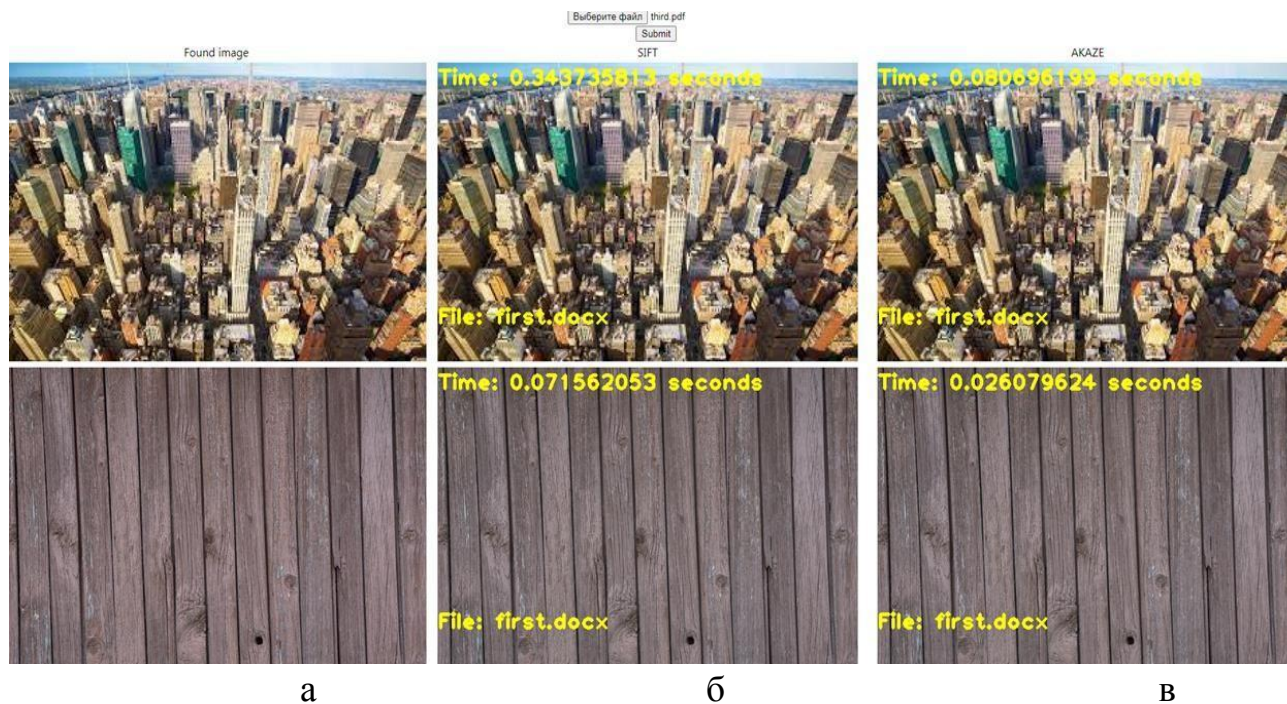 Выберите файл third.pdf
Submit
Found image SIFT AKAZE
Time: 0.343735813 seconds Time: 0.080696199 seconds
File: first.docx File: first.docx
Time: 0.071562053 seconds Time: 0.026079624 seconds
File: first.docx File: first.docx
а б в